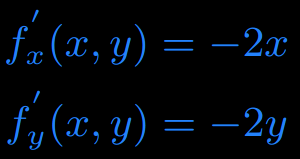 f'_x(x, y) = −2x
f'_y(x, y) = −2y